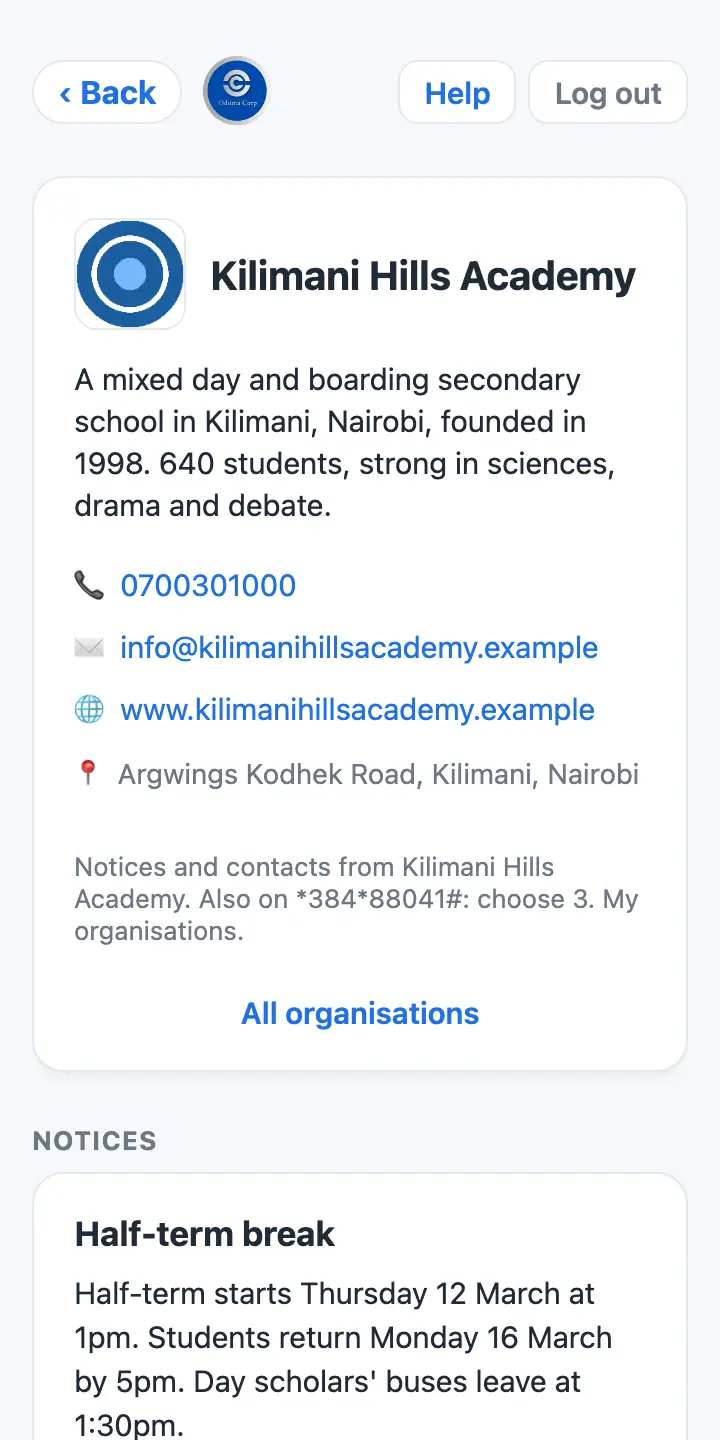 ‹ Back
Oduma Corp
Help
Log out
Kilimani Hills Academy
A mixed day and boarding secondary
school in Kilimani, Nairobi, founded in
1998. 640 students, strong in sciences,
drama and debate.
0700301000
info@kilimanihillsacademy.example
www.kilimanihillsacademy.example
Argwings Kodhek Road, Kilimani, Nairobi
Notices and contacts from Kilimani Hills
Academy. Also on *384*88041#: choose 3. My
organisations.
All organisations
NOTICES
Half-term break
Half-term starts Thursday 12 March at
1pm. Students return Monday 16 March
by 5pm. Day scholars' buses leave at
1:30pm.